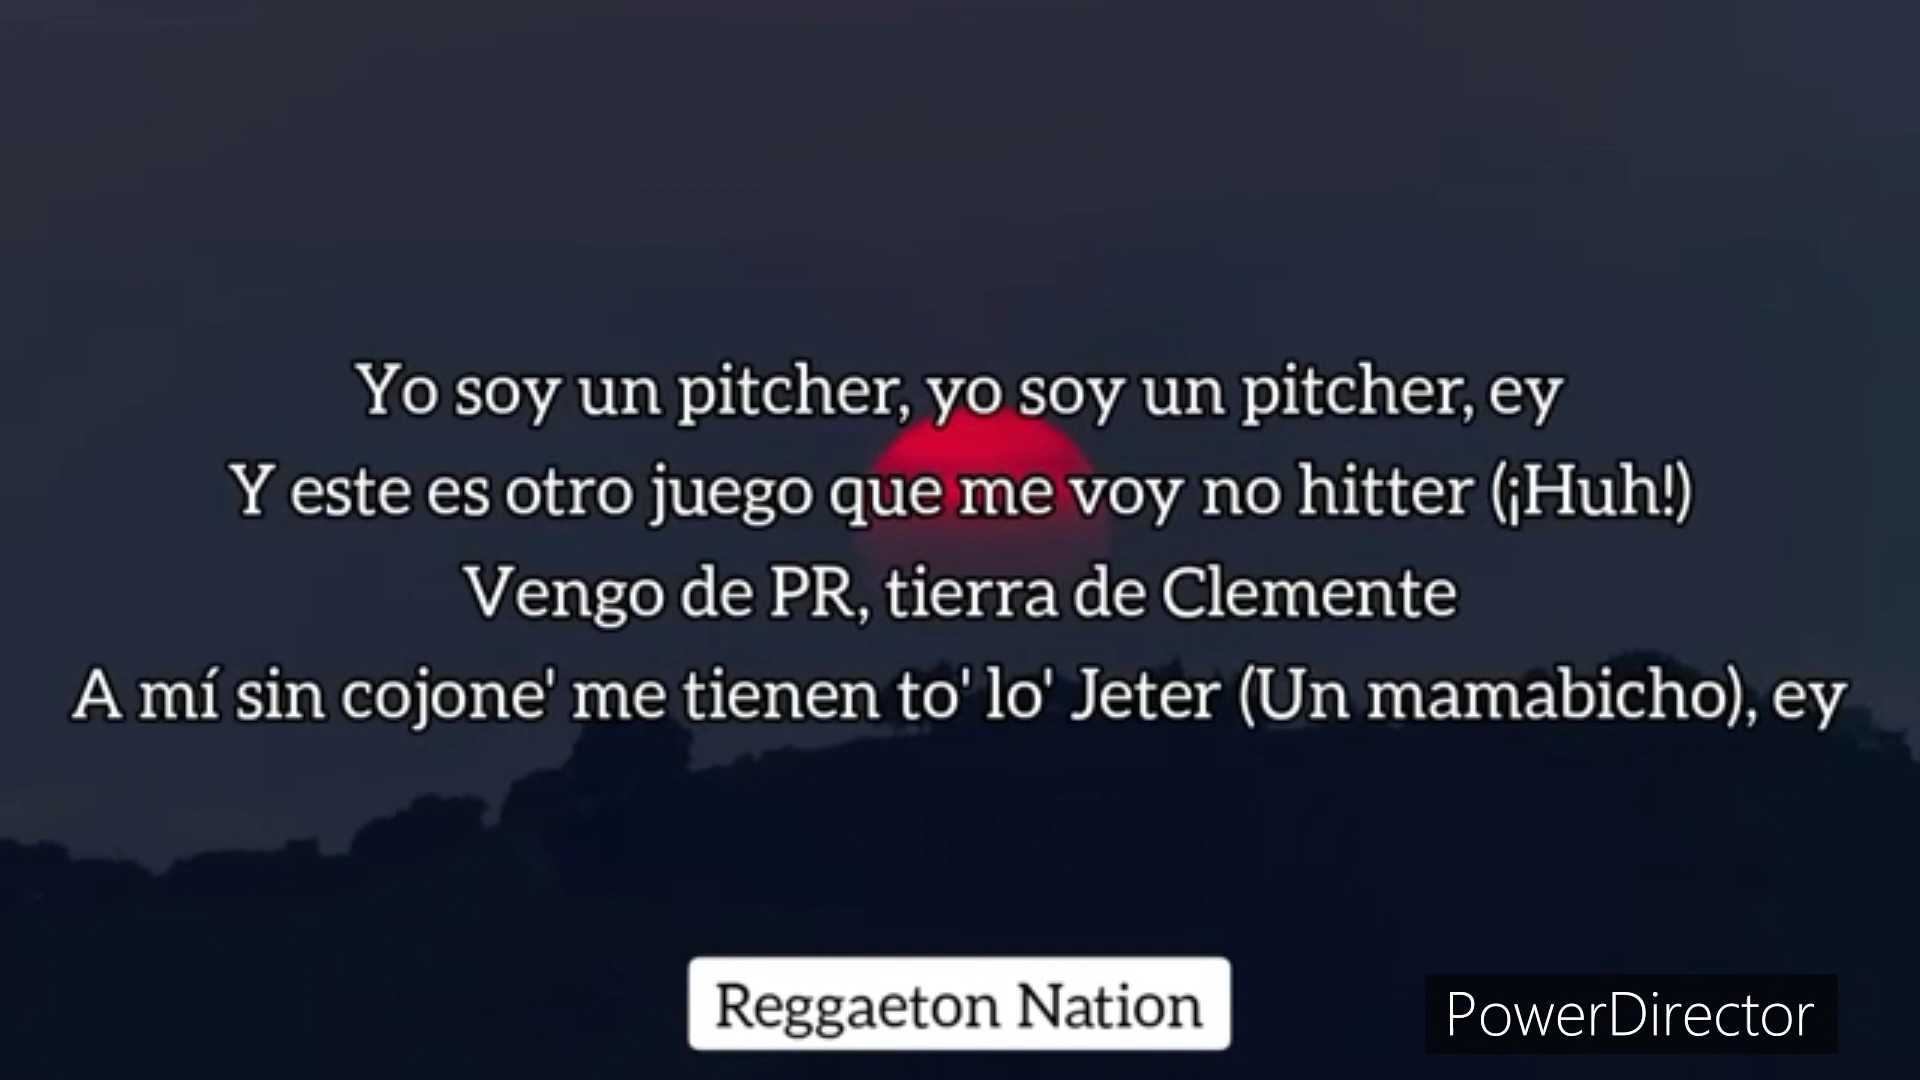 Yo soy un pitcher, yo soy un pitcher, ey
Y este es otro juego que me voy no hitter (¡Huh!)
Vengo de PR, tierra de Clemente
A mí sin cojone' me tienen to' lo' Jeter (Un mamabicho), ey
Reggaeton Nation
PowerDirector